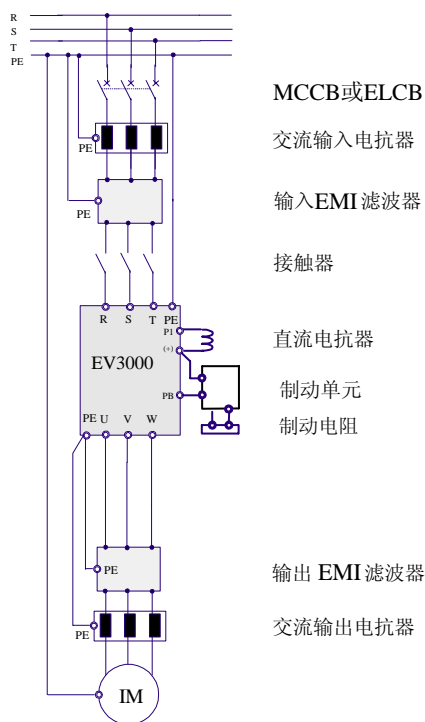 R
S
T
PE
MCCB或ELCB
PE
交流输入电抗器
PE
输入EMI滤波器
接触器
R S T PE
P1
直流电抗器
(+)
EV3000
制动单元
PB
制动电阻
PE U V W
PE
输出 EMI 滤波器
PE
交流输出电抗器
IM